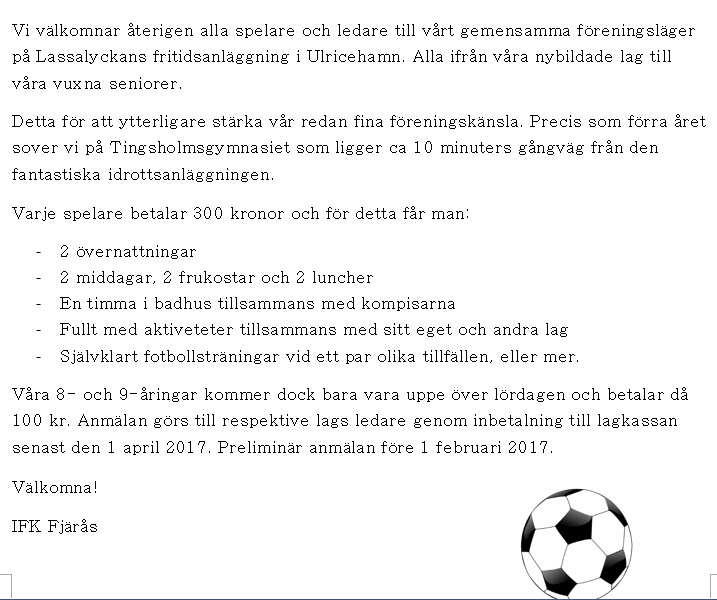 Vi välkomnar återigen alla spelare och ledare till vårt gemensamma föreningsläger
på Lassalyckans fritidsanläggning i Ulricehamn. Alla ifrån våra nybildade lag till
våra vuxna seniorer.
Detta för att ytterligare stärka vår redan fina föreningskänsla. Precis som förra året
sover vi på Tingsholmsgymnasiet som ligger ca 10 minuters gångväg från den
fantastiska idrottsanläggningen.
Varje spelare betalar 300 kronor och för detta får man:
- 2 övernattningar
- 2 middagar, 2 frukostar och 2 luncher
- En timma i badhus tillsammans med kompisarna
- Fullt med aktiveteter tillsammans med sitt eget och andra lag
- Självklart fotbollsträningar vid ett par olika tillfällen, eller mer.
Våra 8- och 9-åringar kommer dock bara vara uppe över lördagen och betalar då
100 kr. Anmälan görs till respektive lags ledare genom inbetalning till lagkassan
senast den 1 april 2017. Preliminär anmälan före 1 februari 2017.
Välkomna!
IFK Fjärås